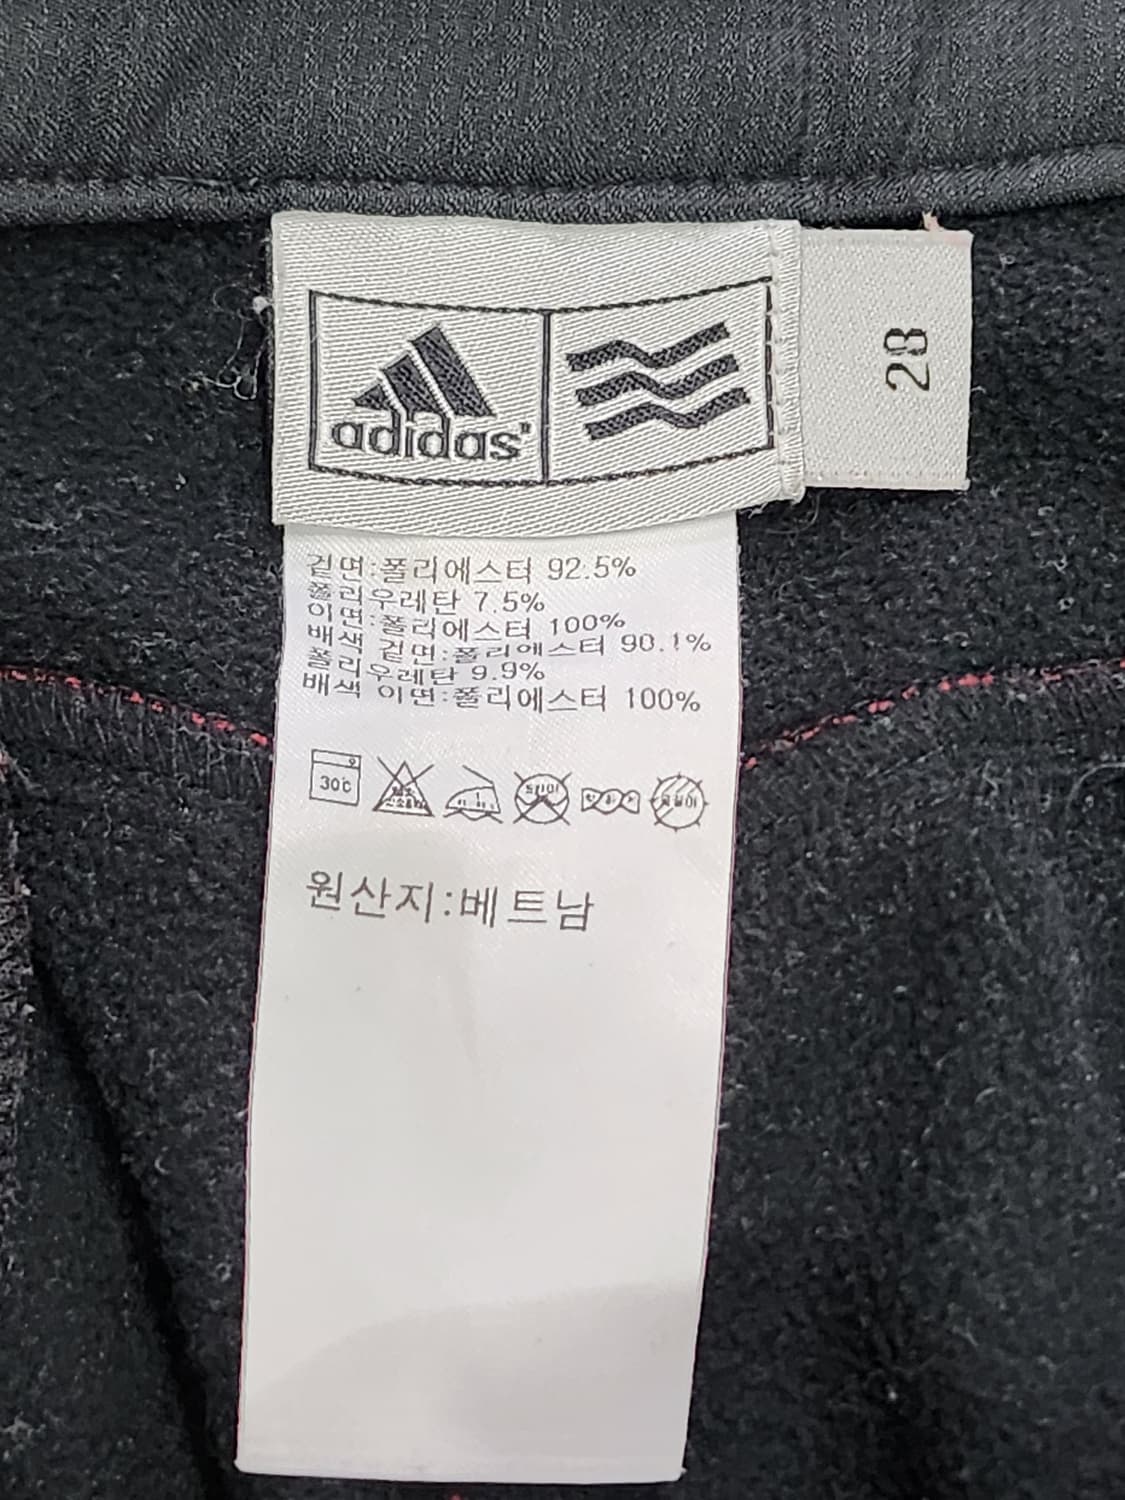 adidas
28
겉면:폴리에스터 92.5%
폴리우레탄 7.5%
이면:폴리에스터 100%
배색 겉면:폴리에스터 90.1%
폴리우레탄 9.9%
배색 이면:폴리에스터 100%
30℃
원산지:베트남